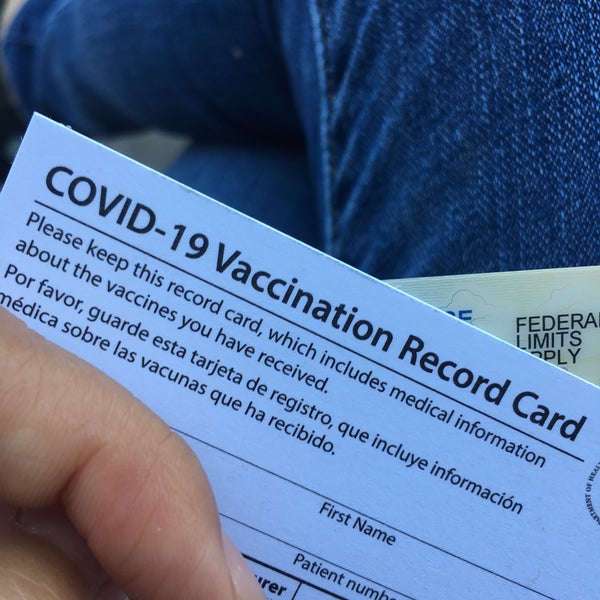 COVID-19 Vaccination Record Card
Please keep this record card, which includes medical information
about the vaccines you have received.
Por favor, guarde esta tarjeta de registro, que incluye información
médica sobre las vacunas que ha recibido.
First Name
Patient number
FEDERAL
LIMITS
APPLY